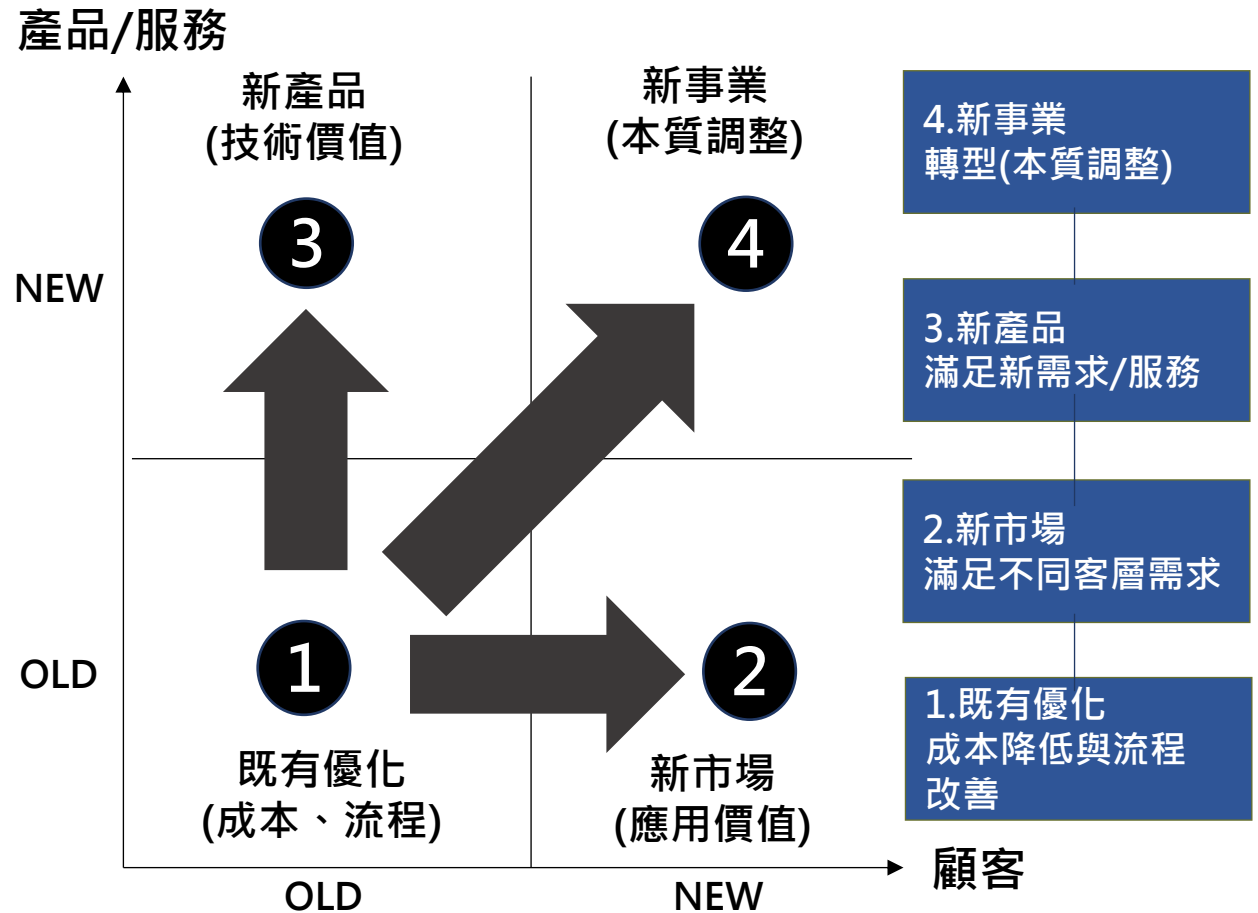 產品/服務
新產品
(技術價值)
新事業
(本質調整)
3
4
NEW
1
2
OLD
既有優化
(成本、流程)
新市場
(應用價值)
OLD
NEW
顧客
4.新事業
轉型(本質調整)
3.新產品
滿足新需求/服務
2.新市場
滿足不同客層需求
1.既有優化
成本降低與流程
改善